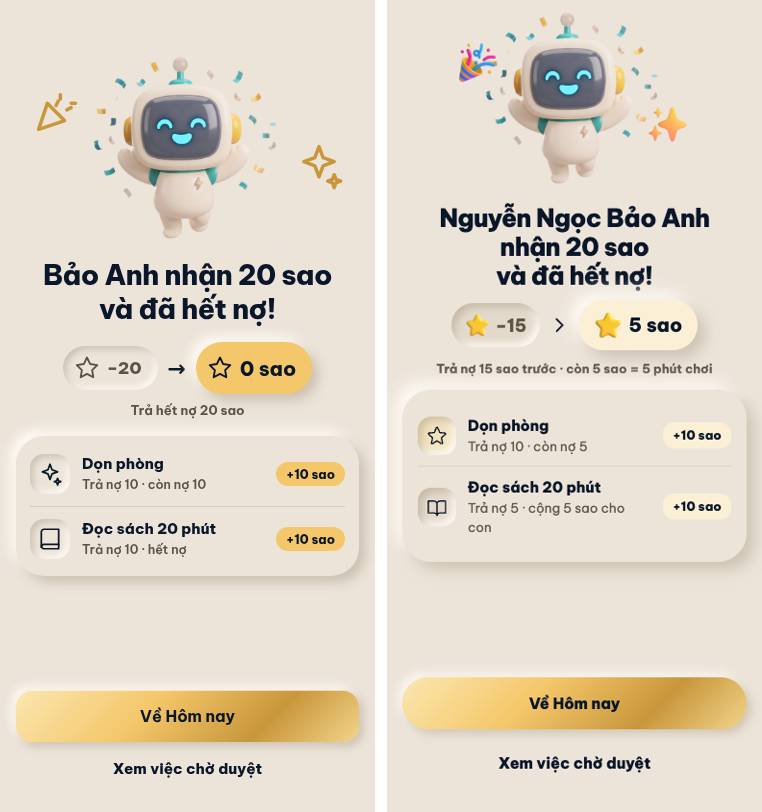 Bảo Anh nhận 20 sao
và đã hết nợ!
−20 → 0 sao
Trả hết nợ 20 sao
Dọn phòng
Trả nợ 10 · còn nợ 10
+10 sao
Đọc sách 20 phút
Trả nợ 10 · hết nợ
+10 sao
Về Hôm nay
Xem việc chờ duyệt
Nguyễn Ngọc Bảo Anh
nhận 20 sao
và đã hết nợ!
−15 > 5 sao
Trả nợ 15 sao trước · còn 5 sao = 5 phút chơi
Dọn phòng
Trả nợ 10 · còn nợ 5
+10 sao
Đọc sách 20 phút
Trả nợ 5 · cộng 5 sao cho
con
+10 sao
Về Hôm nay
Xem việc chờ duyệt